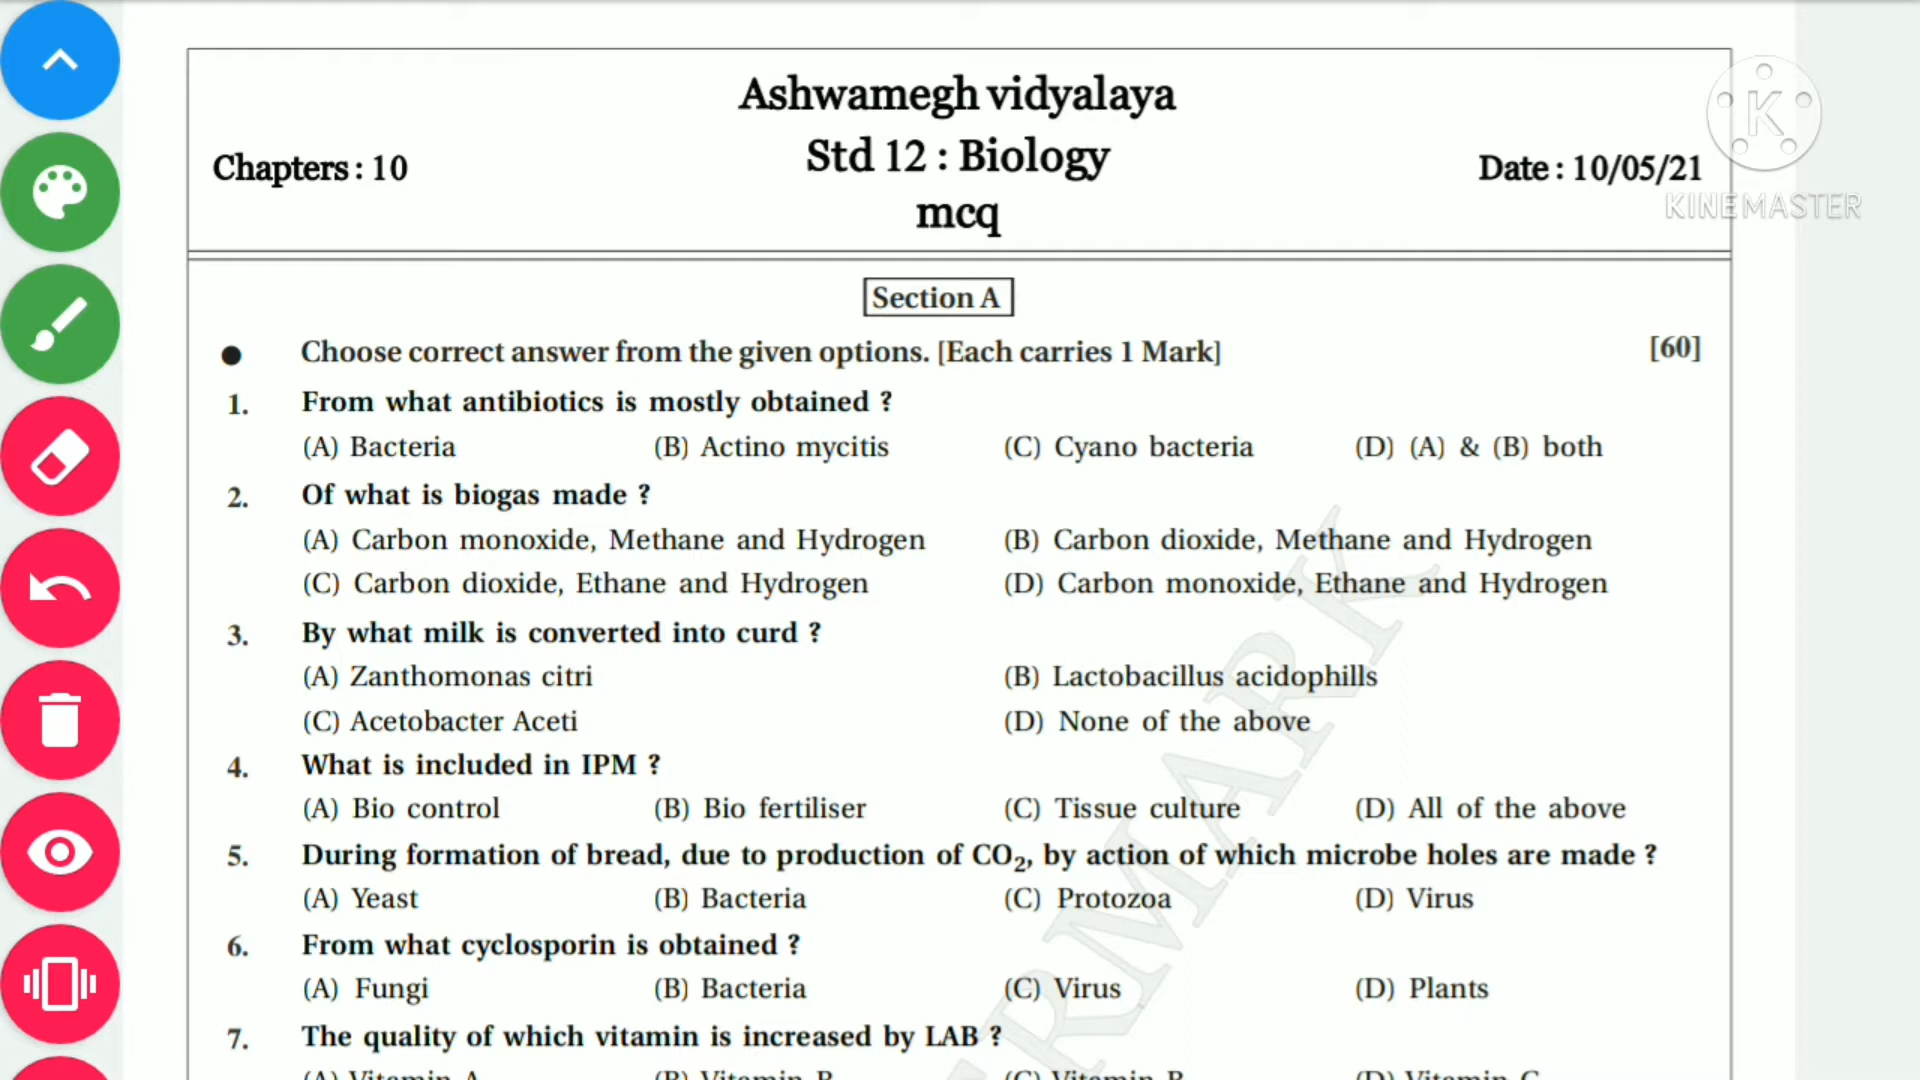 Ashwamegh vidyalaya
Chapters : 10
Std 12 : Biology
Date : 10/05/21
mcq
K
KINEMASTER
Section A
● Choose correct answer from the given options. [Each carries 1 Mark] [60]
1. From what antibiotics is mostly obtained ?
(A) Bacteria (B) Actino mycitis (C) Cyano bacteria (D) (A) & (B) both
2. Of what is biogas made ?
(A) Carbon monoxide, Methane and Hydrogen (B) Carbon dioxide, Methane and Hydrogen
(C) Carbon dioxide, Ethane and Hydrogen (D) Carbon monoxide, Ethane and Hydrogen
3. By what milk is converted into curd ?
(A) Zanthomonas citri (B) Lactobacillus acidophills
(C) Acetobacter Aceti (D) None of the above
4. What is included in IPM ?
(A) Bio control (B) Bio fertiliser (C) Tissue culture (D) All of the above
5. During formation of bread, due to production of CO₂, by action of which microbe holes are made ?
(A) Yeast (B) Bacteria (C) Protozoa (D) Virus
6. From what cyclosporin is obtained ?
(A) Fungi (B) Bacteria (C) Virus (D) Plants
7. The quality of which vitamin is increased by LAB ?
(A) Vitamin A (B) Vitamin (C) Vitamin (D) Vitamin
ERMARK